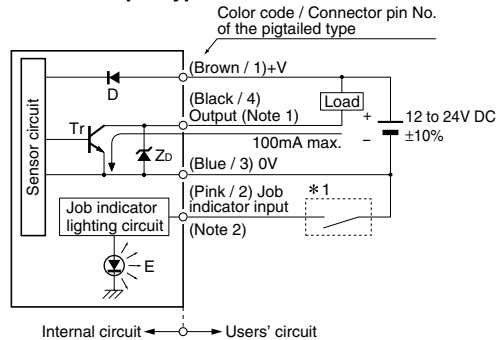 Color code / Connector pin No.
of the pigtailed type
(Brown / 1)+V
D
(Black / 4)
Output (Note 1)
Load
+
12 to 24V DC
±10%
−
Tr
100mA max.
ZD
Sensor circuit
(Blue / 3) 0V
(Pink / 2) Job
indicator input
*1
Job indicator
lighting circuit
(Note 2)
E
Internal circuit
Users' circuit